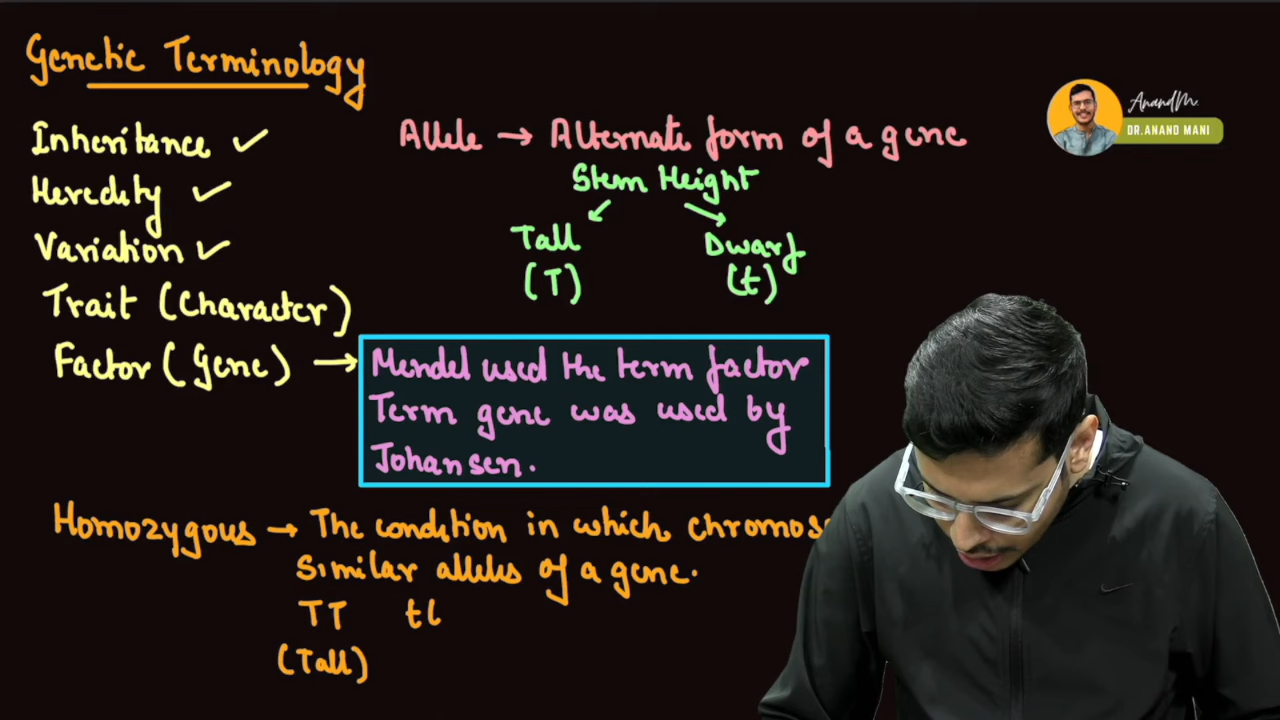 Genetic Terminology
Inheritance ✓
Heredity ✓
Variation ✓
Trait (Character)
Factor (Gene) →
Allele → Alternate form of a gene
Stem Height
Tall Dwarf
(T) (t)
Mendel used the term factor
Term gene was used by
Johansen.
Homozygous → The condition in which
Similar alleles of a gene.
TT
(Tall)
AnandM.
DR.ANAND MANI